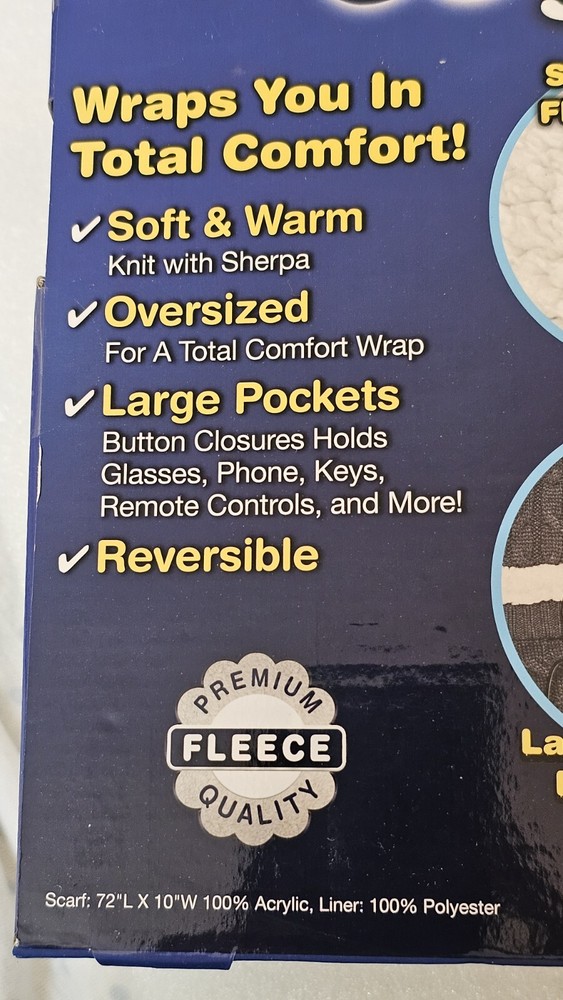 Wraps You In
Total Comfort!
✔ Soft & Warm
Knit with Sherpa
✔ Oversized
For A Total Comfort Wrap
✔ Large Pockets
Button Closures Holds
Glasses, Phone, Keys,
Remote Controls, and More!
✔ Reversible
PREMIUM
FLEECE
QUALITY
La
Scarf: 72"L X 10"W 100% Acrylic, Liner: 100% Polyester